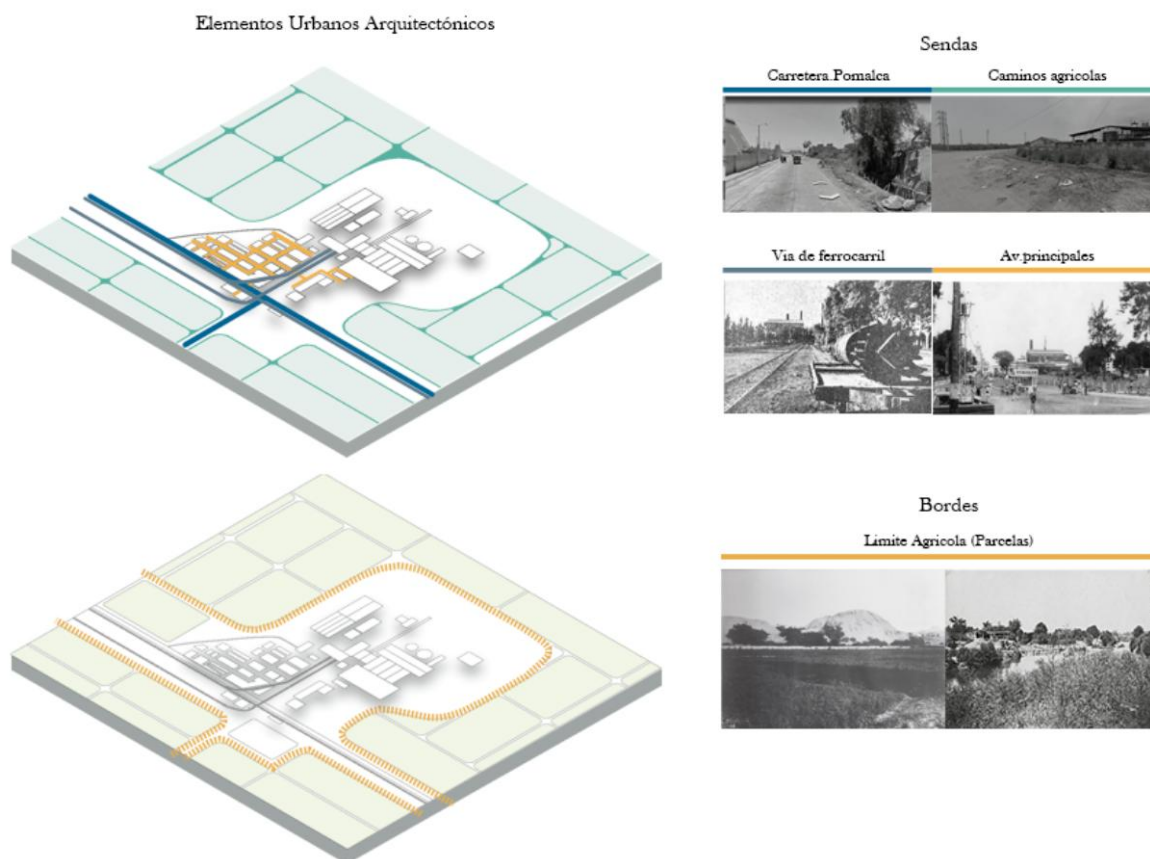 Elementos Urbanos Arquitectónicos
Sendas
Carretera Pomalca
Caminos agricolas
Via de ferrocarril
Av.principales
Bordes
Limite Agricola (Parcelas)